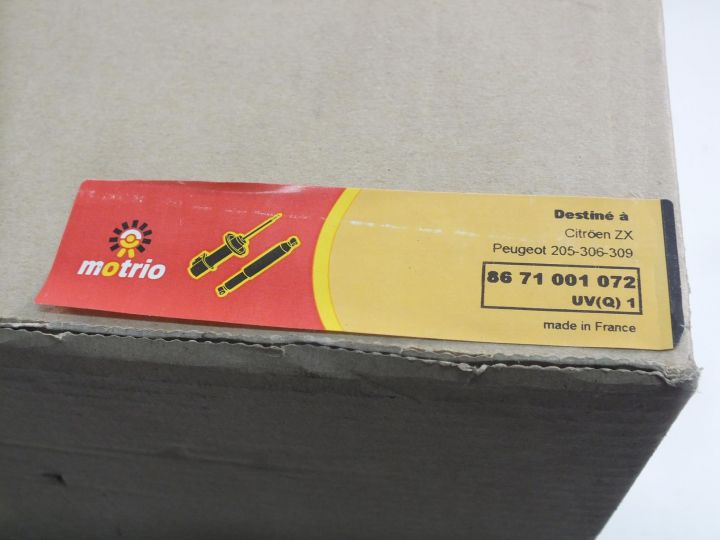 motrio
Destiné à
Citröen ZX
Peugeot 205-306-309
86 71 001 072
UV(Q) 1
made in France